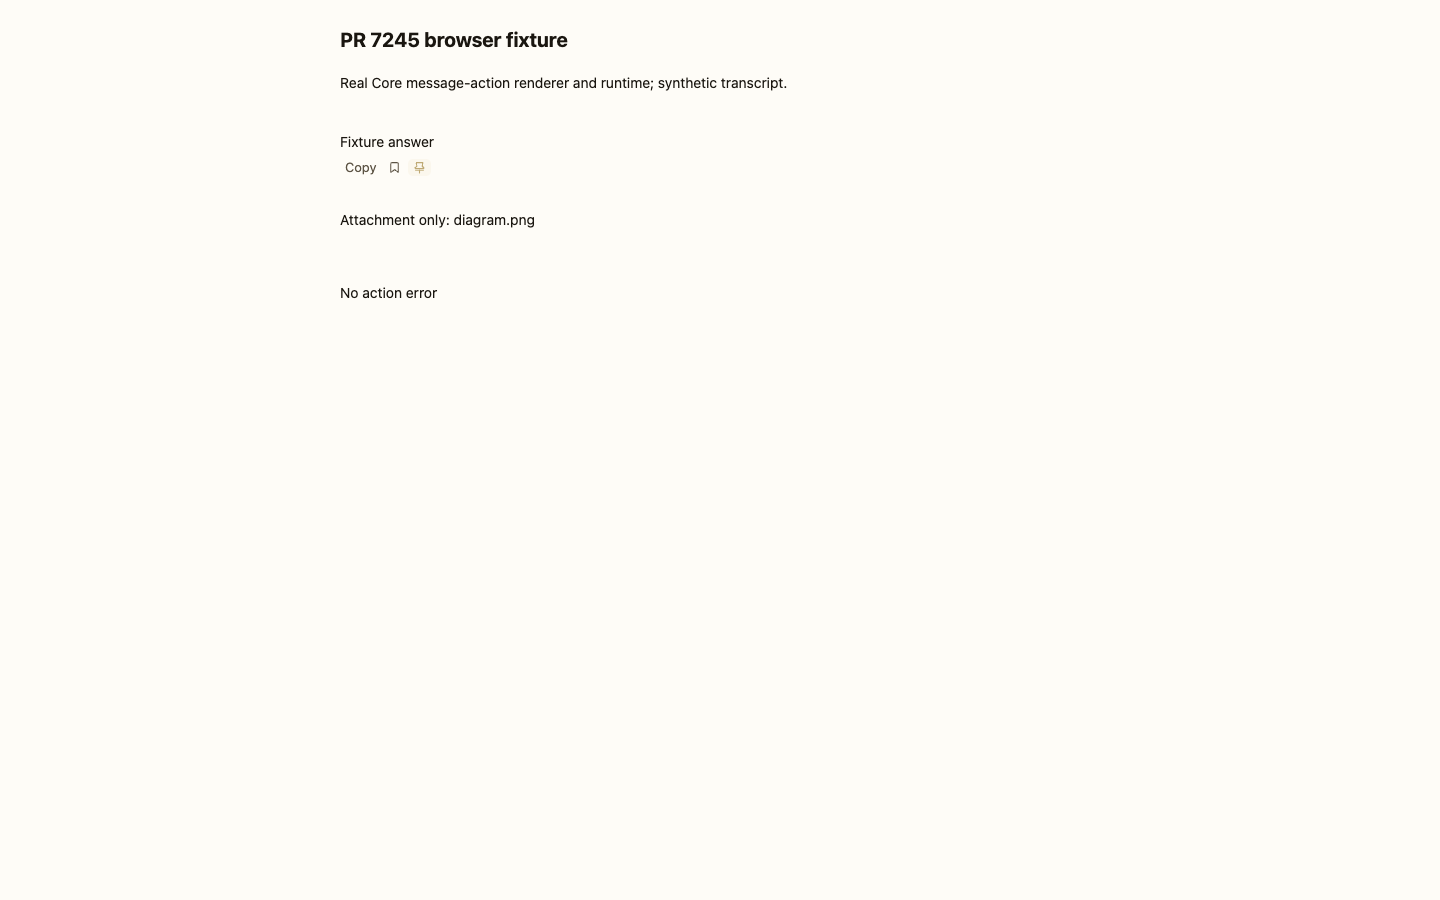 PR 7245 browser fixture
Real Core message-action renderer and runtime; synthetic transcript.
Fixture answer
Copy
Attachment only: diagram.png
No action error